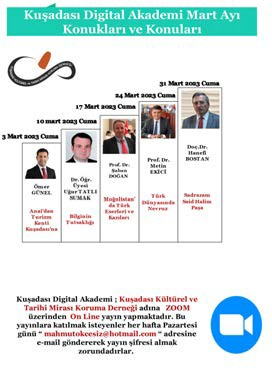 Kuşadası Digital Akademi Mart Ayı
Konukları ve Konuları
31 Mart 2023 Cuma
24 Mart 2023 Cuma
17 Mart 2023 Cuma
10 mart 2023 Cuma
3 Mart 2023 Cuma
Ömer
GÜNEL
Anai'dan
Turizm
Kenti
Kuşadası'na
Dr. Öğr.
Üyesi
Uğur TATLI
SUMAK
Bilginin
Tutsaklığı
Prof. Dr.
Şaban
DOĞAN
Moğolistan'
da Türk
Eserleri ve
Kazıları
Prof. Dr.
Metin
EKİCİ
Türk
Dünyasında
Nevruz
Doç.Dr.
Hanefi
BOSTAN
Sadrazam
Said Halim
Paşa
Kuşadası Digital Akademi ; Kuşadası Kültürel ve
Tarihi Mirası Koruma Derneği adına ZOOM
üzerinden On Line yayın yapmaktadır. Bu
yayınlara katılmak isteyenler her hafta Pazartesi
günü “ mahmutokcesiz@hotmail.com “ adresine
e-mail göndererek yayın şifresi almak
zorundadırlar.